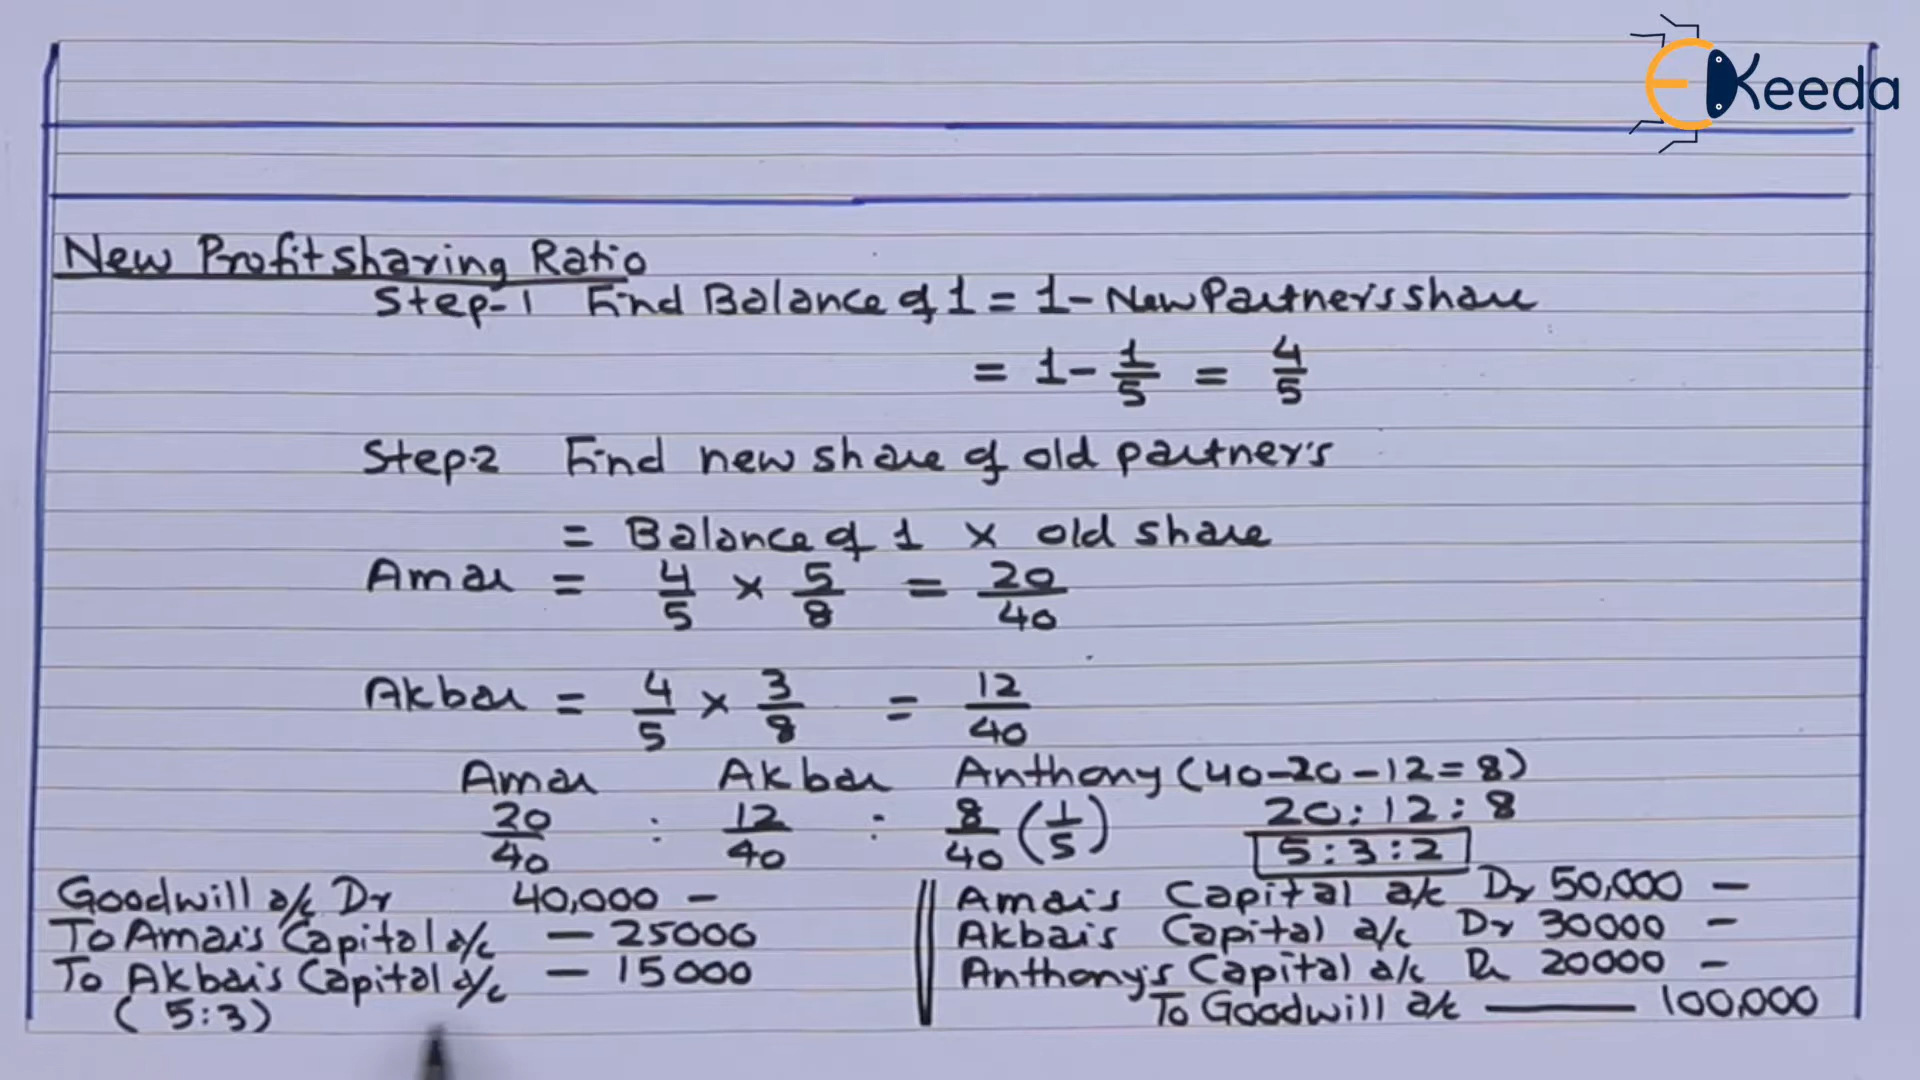 EKeeda
New Profit sharing Ratio
Step-1 Find Balance of 1 = 1 - New Partner's share
= 1 - 1/5 = 4/5
Step-2 Find new share of old partner's
= Balance of 1 × old share
Amar = 4/5 × 5/8 = 20/40
Akbar = 4/5 × 3/8 = 12/40
Amar Akbar Anthony (40-20-12=8)
20/40 : 12/40 : 8/40 (1/5) 20:12:8
5:3:2
Goodwill a/c Dr 40,000 —
To Amar's Capital a/c — 25000
To Akbar's Capital a/c — 15000
(5:3)
Amar's Capital a/c Dr 50,000 —
Akbar's Capital a/c Dr 30000 —
Anthony's Capital a/c Dr 20000 —
To Goodwill a/c — 100,000